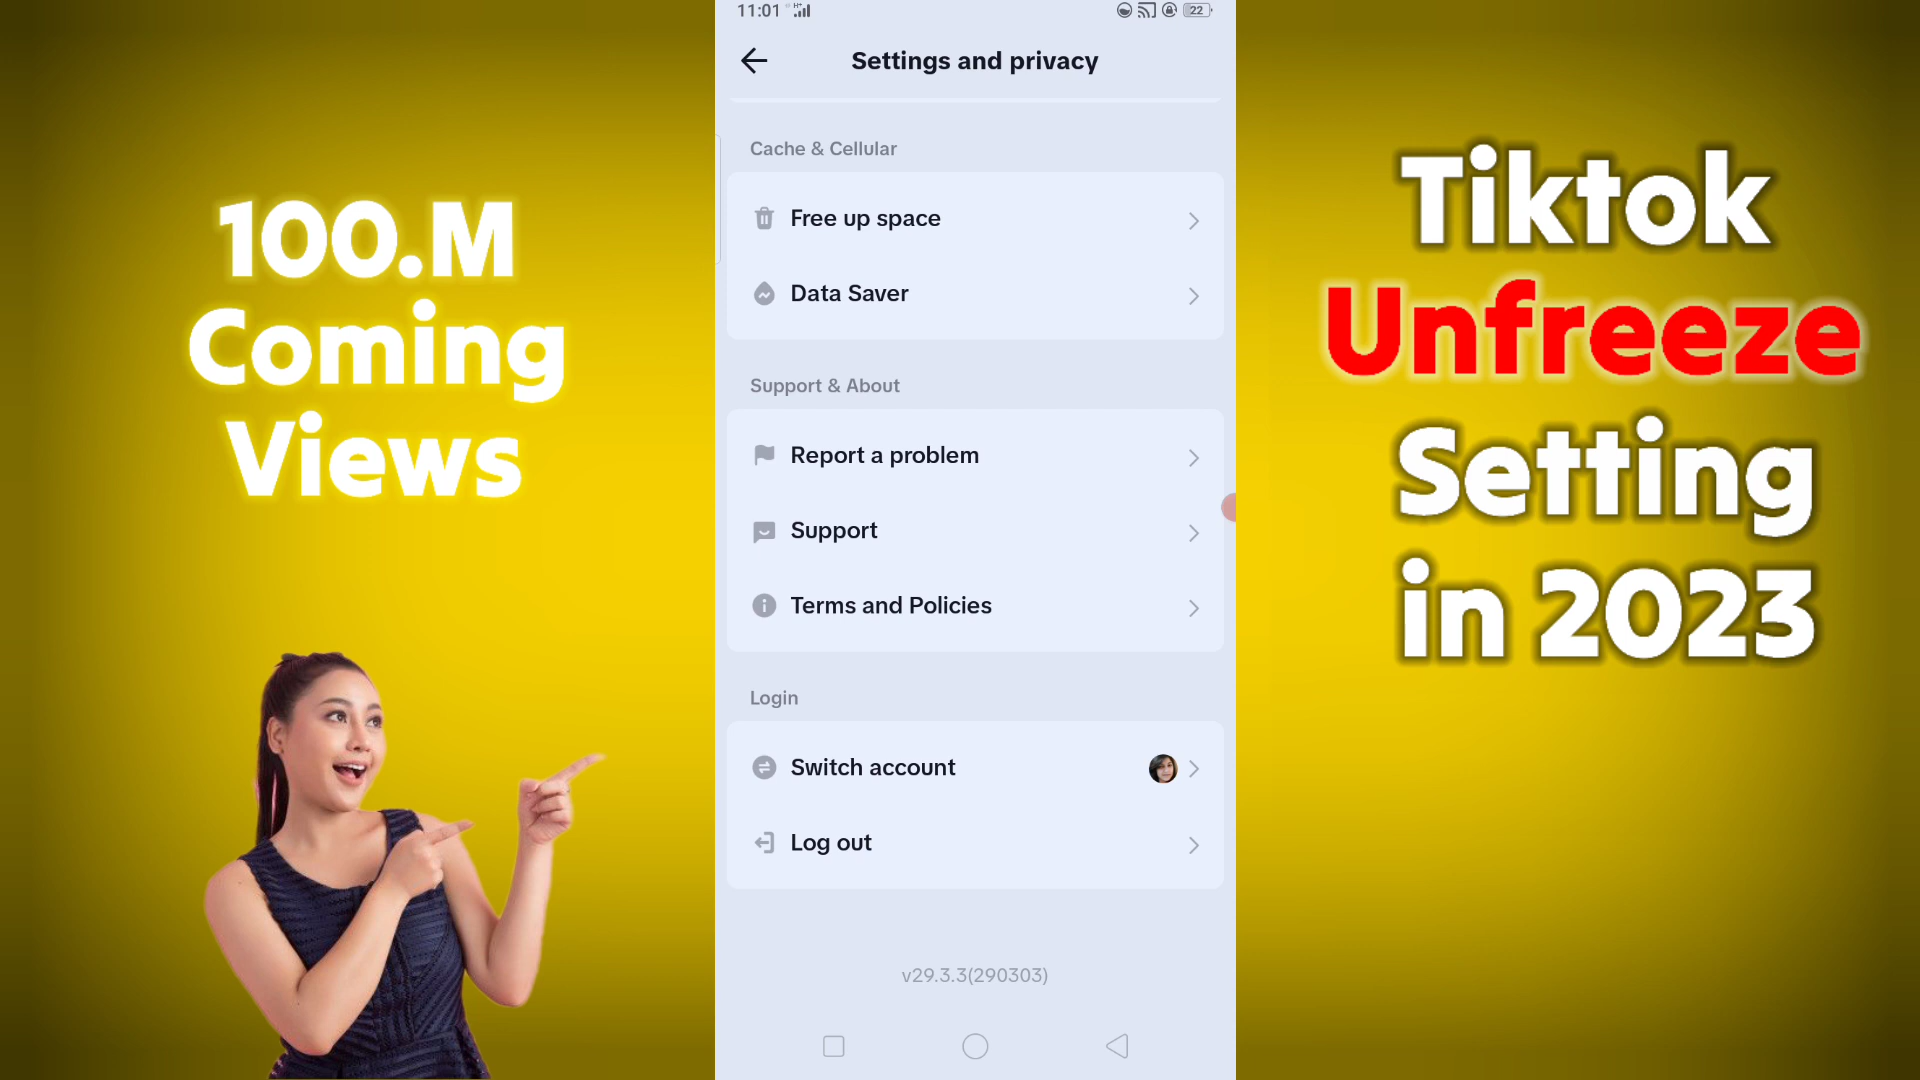 100.M
Coming
Views
11:01 H+ 22
Settings and privacy
Cache & Cellular
Free up space
Data Saver
Support & About
Report a problem
Support
Terms and Policies
Login
Switch account
Log out
v29.3.3(290303)
Tiktok
Unfreeze
Setting
in 2023